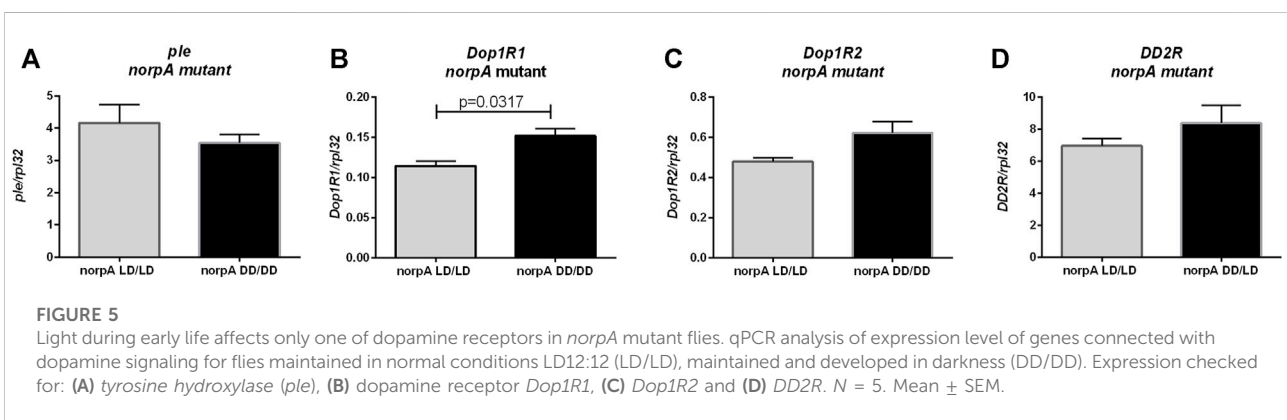 A
ple
norpA mutant
ple/rpl32
5
4
3
2
1
0
norpA LD/LD
norpA DD/DD
B
Dop1R1
norpA mutant
p=0.0317
Dop1R1/rpl32
0.20
0.15
0.10
0.05
0.00
norpA LD/LD
norpA DD/DD
C
Dop1R2
norpA mutant
Dop1R2/rpl32
0.8
0.6
0.4
0.2
0.0
norpA LD/LD
norpA DD/DD
D
DD2R
norpA mutant
DD2R/rpl32
10
8
6
4
2
0
norpA LD/LD
norpA DD/LD
FIGURE 5
Light during early life affects only one of dopamine receptors in norpA mutant flies. qPCR analysis of expression level of genes connected with
dopamine signaling for flies maintained in normal conditions LD12:12 (LD/LD), maintained and developed in darkness (DD/DD). Expression checked
for: (A) tyrosine hydroxylase (ple), (B) dopamine receptor Dop1R1, (C) Dop1R2 and (D) DD2R. N = 5. Mean ± SEM.